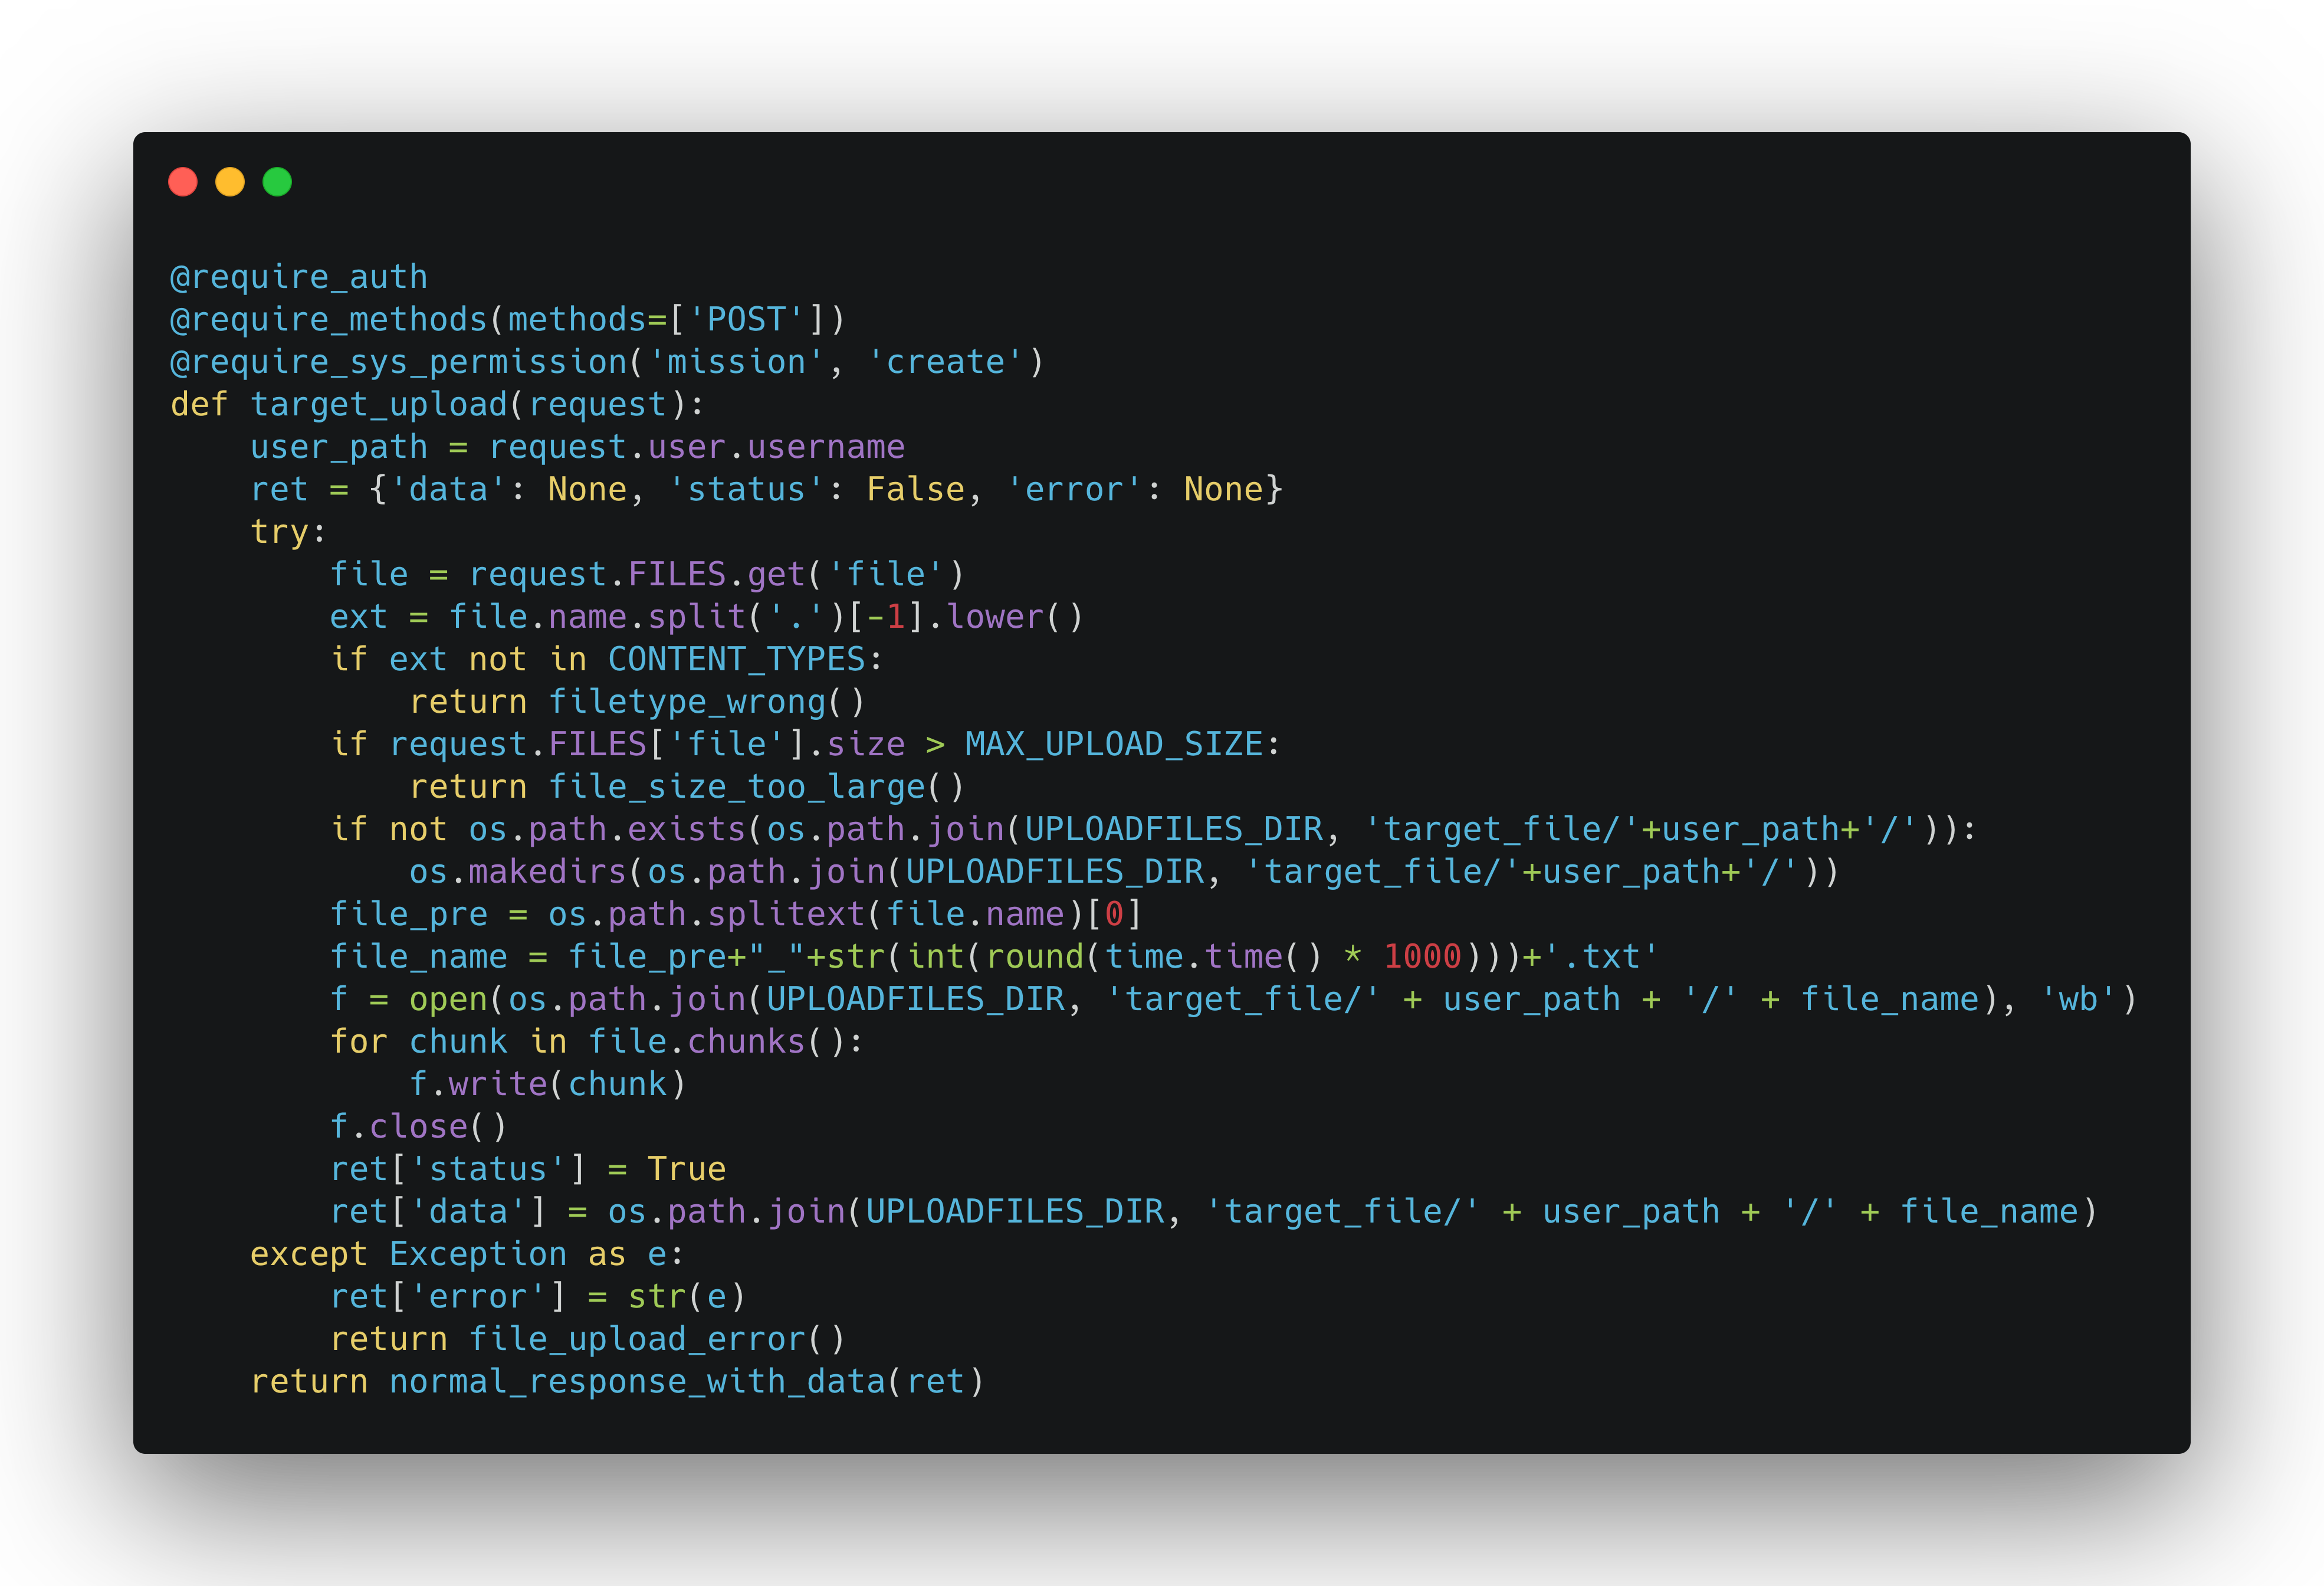 @require_auth
@require_methods(methods=['POST'])
@require_sys_permission('mission', 'create')
def target_upload(request):
    user_path = request.user.username
    ret = {'data': None, 'status': False, 'error': None}
    try:
        file = request.FILES.get('file')
        ext = file.name.split('.')[-1].lower()
        if ext not in CONTENT_TYPES:
            return filetype_wrong()
        if request.FILES['file'].size > MAX_UPLOAD_SIZE:
            return file_size_too_large()
        if not os.path.exists(os.path.join(UPLOADFILES_DIR, 'target_file/'+user_path+'/')):
            os.makedirs(os.path.join(UPLOADFILES_DIR, 'target_file/'+user_path+'/'))
        file_pre = os.path.splitext(file.name)[0]
        file_name = file_pre+"_"+str(int(round(time.time() * 1000)))+'.txt'
        f = open(os.path.join(UPLOADFILES_DIR, 'target_file/' + user_path + '/' + file_name), 'wb')
        for chunk in file.chunks():
            f.write(chunk)
        f.close()
        ret['status'] = True
        ret['data'] = os.path.join(UPLOADFILES_DIR, 'target_file/' + user_path + '/' + file_name)
    except Exception as e:
        ret['error'] = str(e)
        return file_upload_error()
    return normal_response_with_data(ret)